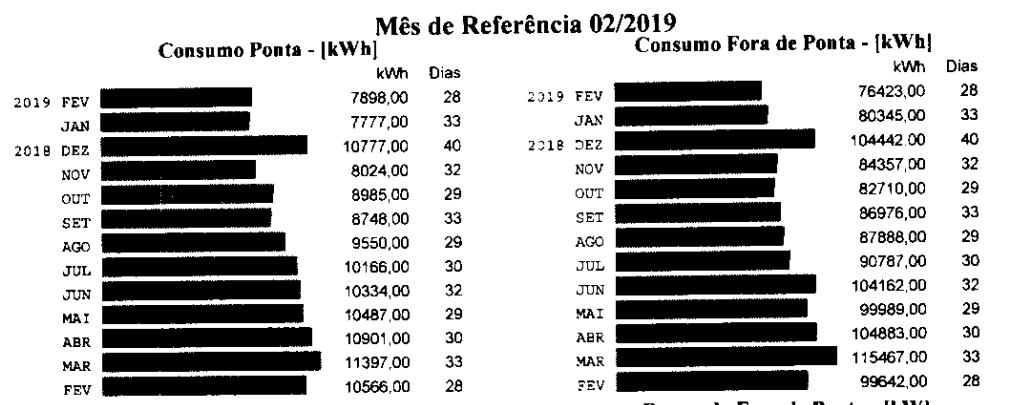 Mês de Referência 02/2019
Consumo Ponta - [kWh]
kWh Dias
2019 FEV 7898,00 28
JAN 7777,00 33
2018 DEZ 10777,00 40
NOV 8024,00 32
OUT 8985,00 29
SET 8748,00 33
AGO 9550,00 29
JUL 10166,00 30
JUN 10334,00 32
MAI 10487,00 29
ABR 10901,00 30
MAR 11397,00 33
FEV 10566,00 28
Consumo Fora de Ponta - [kWh]
kWh Dias
2019 FEV 76423,00 28
JAN 80345,00 33
2018 DEZ 104442,00 40
NOV 84357,00 32
OUT 82710,00 29
SET 86976,00 33
AGO 87888,00 29
JUL 90787,00 30
JUN 104162,00 32
MAI 99989,00 29
ABR 104883,00 30
MAR 115467,00 33
FEV 99642,00 28